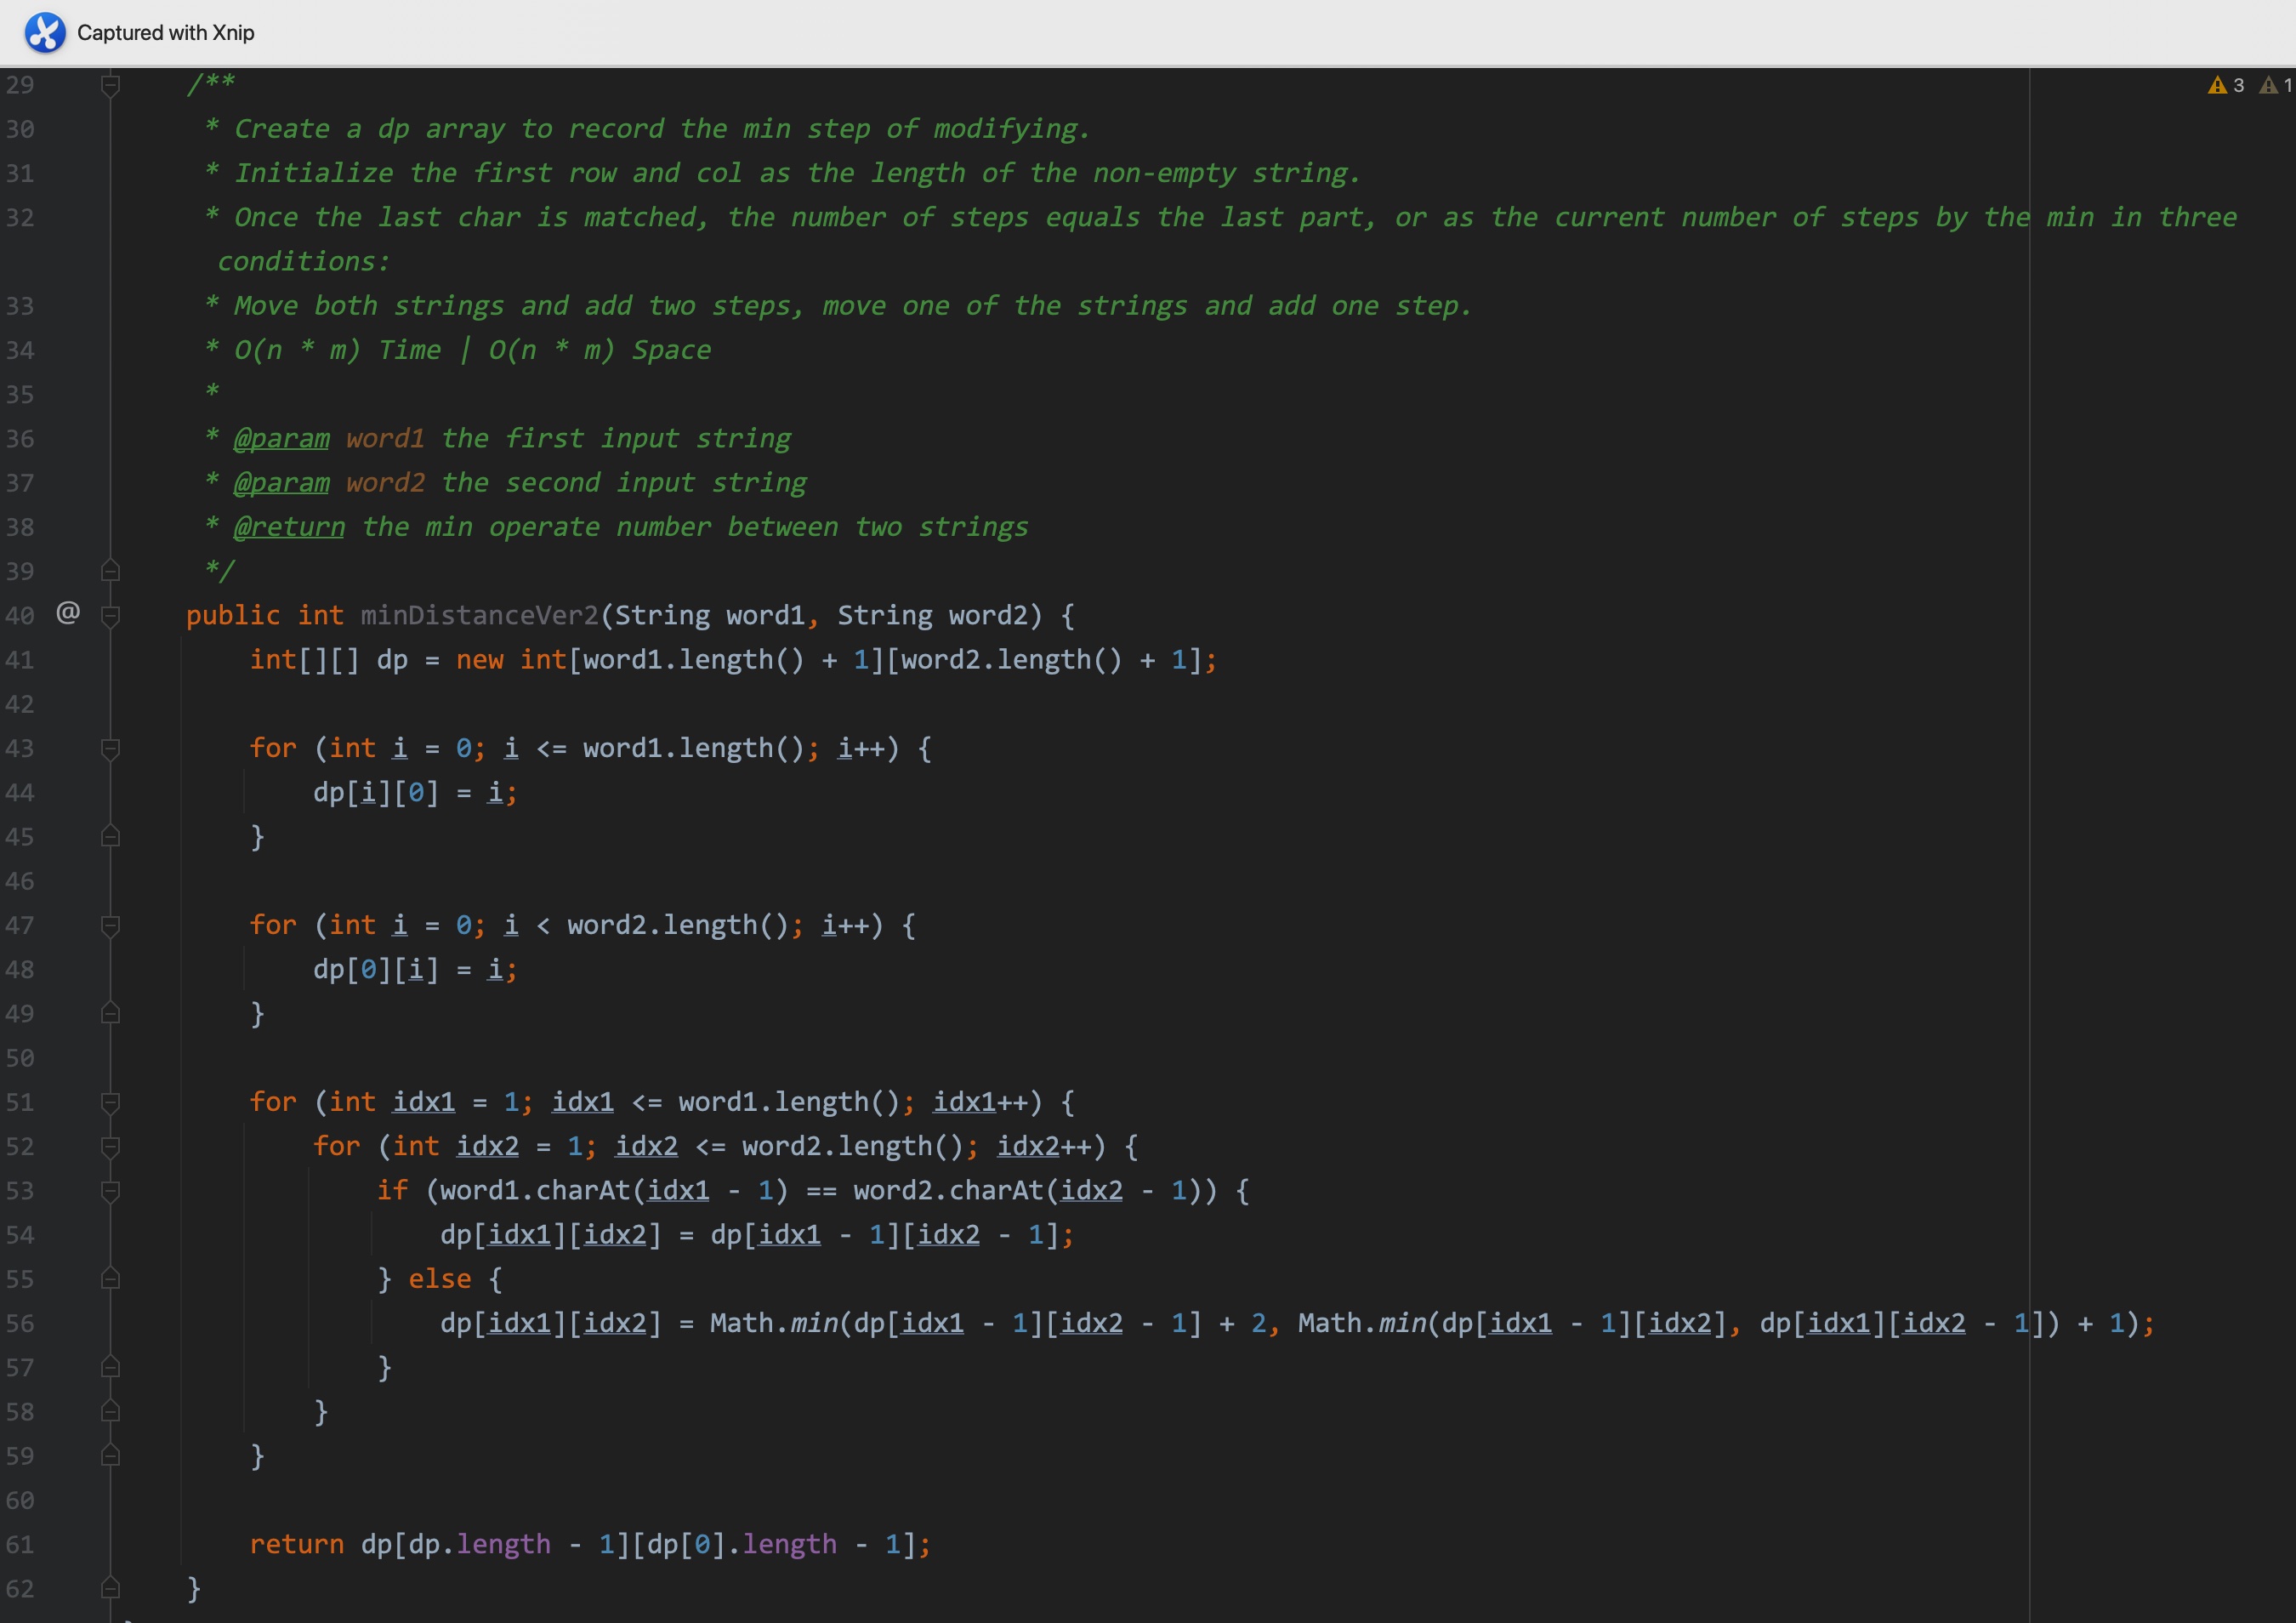 Captured with Xnip
29 /** 3 1
30 * Create a dp array to record the min step of modifying.
31 * Initialize the first row and col as the length of the non-empty string.
32 * Once the last char is matched, the number of steps equals the last part, or as the current number of steps by the min in three
conditions:
33 * Move both strings and add two steps, move one of the strings and add one step.
34 * O(n * m) Time | O(n * m) Space
35 *
36 * @param word1 the first input string
37 * @param word2 the second input string
38 * @return the min operate number between two strings
39 */
40 @ public int minDistanceVer2(String word1, String word2) {
41 int[][] dp = new int[word1.length() + 1][word2.length() + 1];
42
43 for (int i = 0; i <= word1.length(); i++) {
44 dp[i][0] = i;
45 }
46
47 for (int i = 0; i < word2.length(); i++) {
48 dp[0][i] = i;
49 }
50
51 for (int idx1 = 1; idx1 <= word1.length(); idx1++) {
52 for (int idx2 = 1; idx2 <= word2.length(); idx2++) {
53 if (word1.charAt(idx1 - 1) == word2.charAt(idx2 - 1)) {
54 dp[idx1][idx2] = dp[idx1 - 1][idx2 - 1];
55 } else {
56 dp[idx1][idx2] = Math.min(dp[idx1 - 1][idx2 - 1] + 2, Math.min(dp[idx1 - 1][idx2], dp[idx1][idx2 - 1]) + 1);
57 }
58 }
59 }
60
61 return dp[dp.length - 1][dp[0].length - 1];
62 }